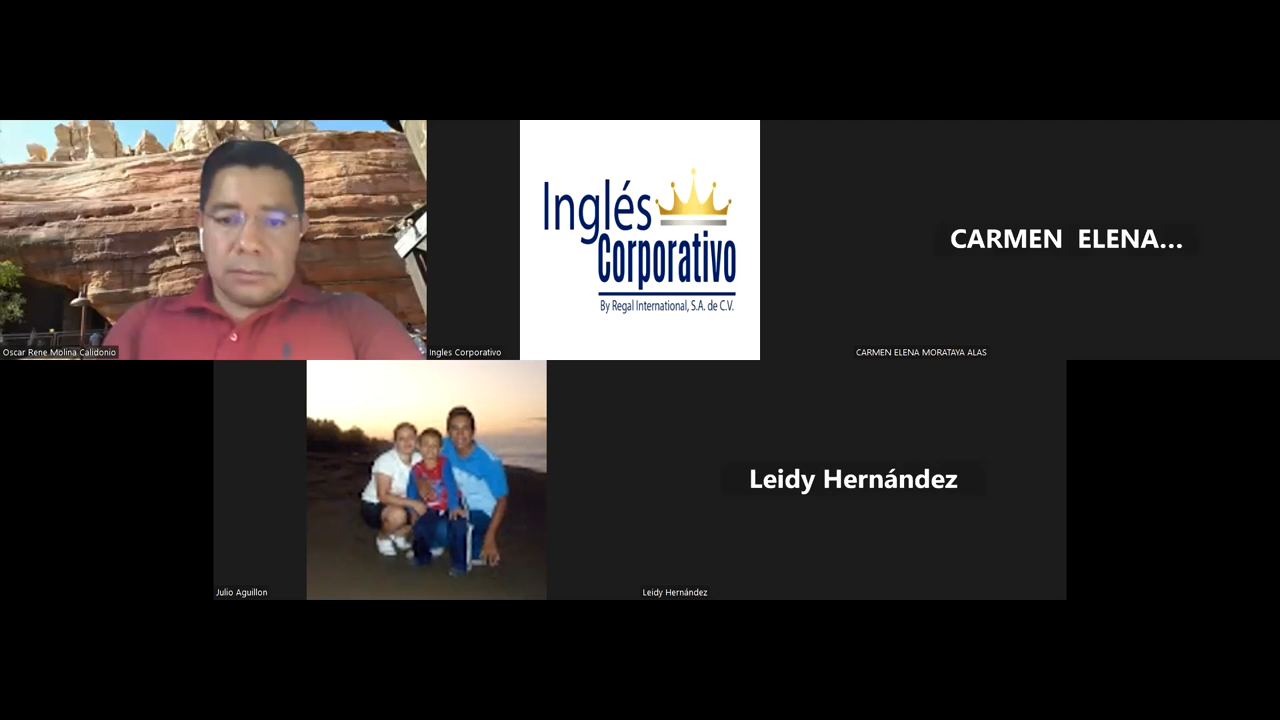 Inglés
Corporativo
By Regal International, S.A. de C.V.
CARMEN ELENA...
Oscar Rene Molina Calidonio
Ingles Corporativo
CARMEN ELENA MORATAYA ALAS
Leidy Hernández
Julio Aguillon
Leidy Hernández